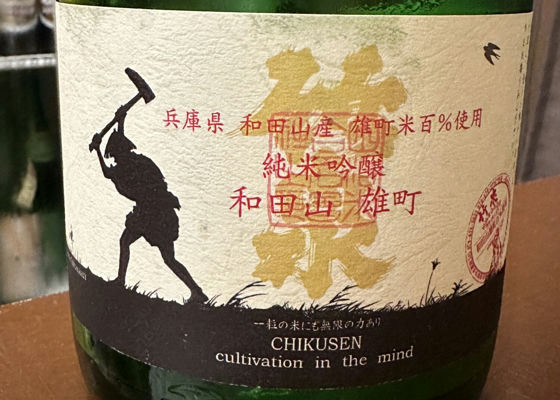 兵庫県 和田山産 雄町米百%使用
純米吟醸
和田山 雄町
一粒の米にも無限の力あり
CHIKUSEN
cultivation in the mind